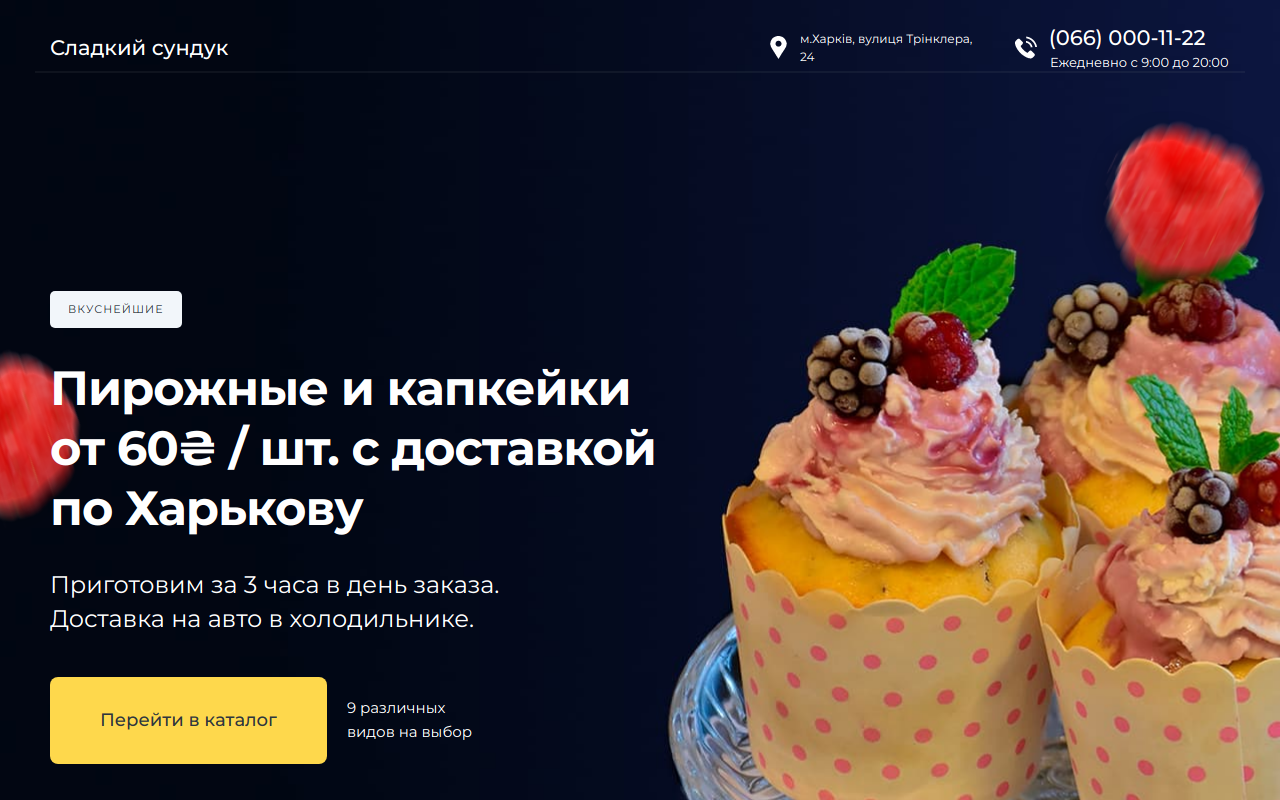 Сладкий сундук
м.Харків, вулиця Трінклера,
24
(066) 000-11-22
Ежедневно с 9:00 до 20:00
ВКУСНЕЙШИЕ
Пирожные и капкейки
от 60₴ / шт. с доставкой
по Харькову
Приготовим за 3 часа в день заказа.
Доставка на авто в холодильнике.
Перейти в каталог
9 различных
видов на выбор